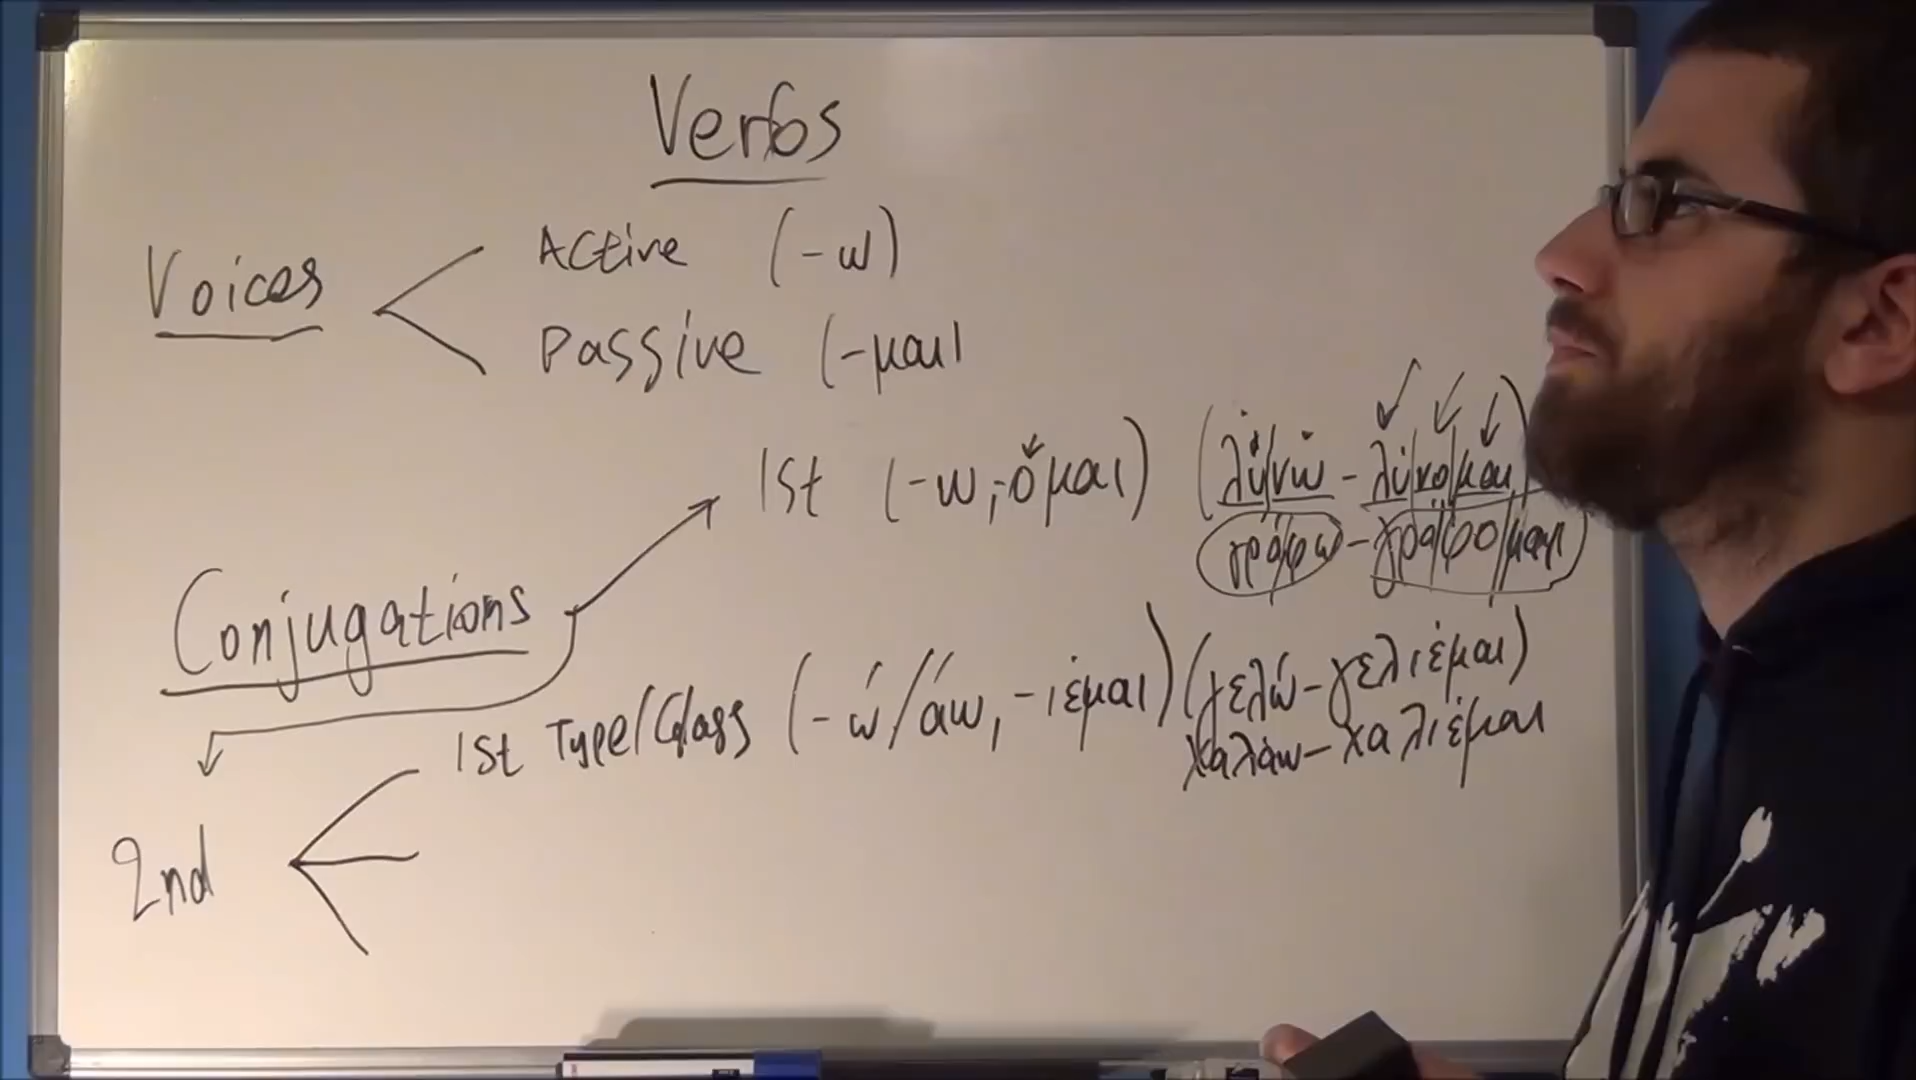 Verbs
Voices
Active (-ω)
Passive (-μαι)
1st (-ω, -όμαι) (λύνω - λύνομαι)
γράφω - γράφομαι
Conjugations
1st Type/Class (-ώ/άω, -ιέμαι) (γελώ - γελιέμαι)
χαλάω - χαλιέμαι
2nd